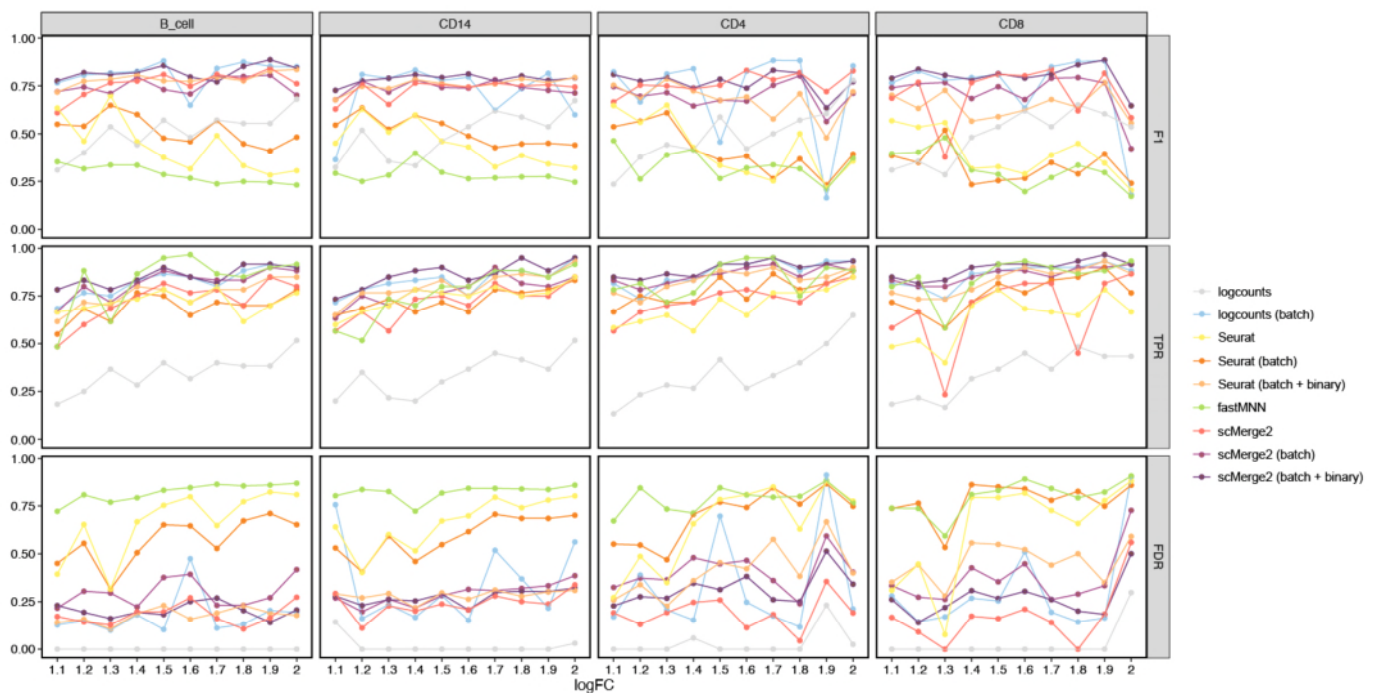 B_cell CD14 CD4 CD8
1.00
0.75
0.50
0.25
0.00
F1
1.00
0.75
0.50
0.25
0.00
TPR
1.00
0.75
0.50
0.25
0.00
FDR
1.1 1.2 1.3 1.4 1.5 1.6 1.7 1.8 1.9 2 1.1 1.2 1.3 1.4 1.5 1.6 1.7 1.8 1.9 2 1.1 1.2 1.3 1.4 1.5 1.6 1.7 1.8 1.9 2 1.1 1.2 1.3 1.4 1.5 1.6 1.7 1.8 1.9 2
logFC
logcounts
logcounts (batch)
Seurat
Seurat (batch)
Seurat (batch + binary)
fastMNN
scMerge2
scMerge2 (batch)
scMerge2 (batch + binary)